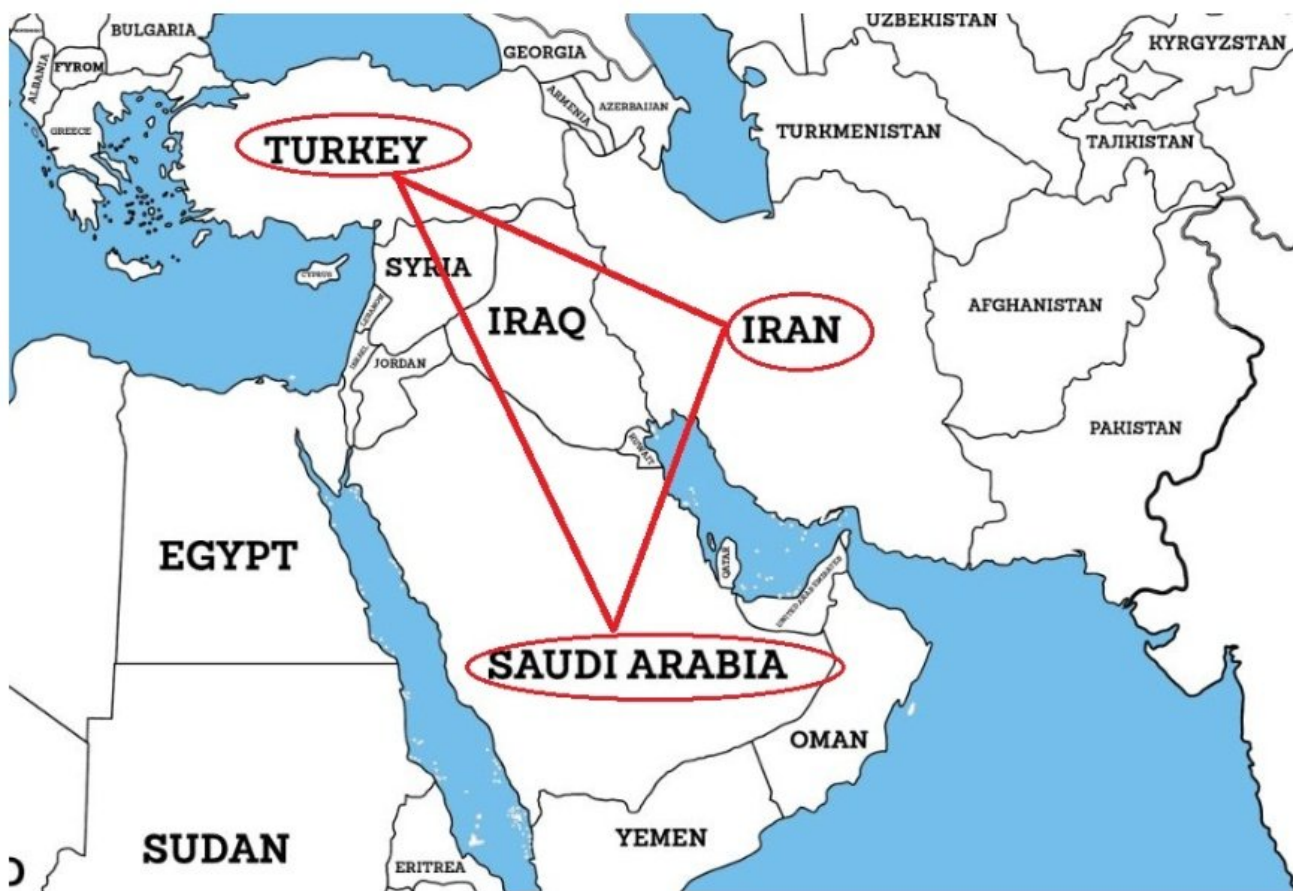 BULGARIA
UZBEKISTAN
KYRGYZSTAN
GEORGIA
ALBANIA
FYROM
ARMENIA
AZERBAIJAN
GREECE
TURKEY
TURKMENISTAN
TAJIKISTAN
CYPRUS
SYRIA
LEBANON
AFGHANISTAN
IRAQ
IRAN
ISRAEL
JORDAN
PAKISTAN
KUWAIT
EGYPT
QATAR
UNITED ARAB EMIRATES
SAUDI ARABIA
OMAN
YEMEN
SUDAN
ERITREA
D